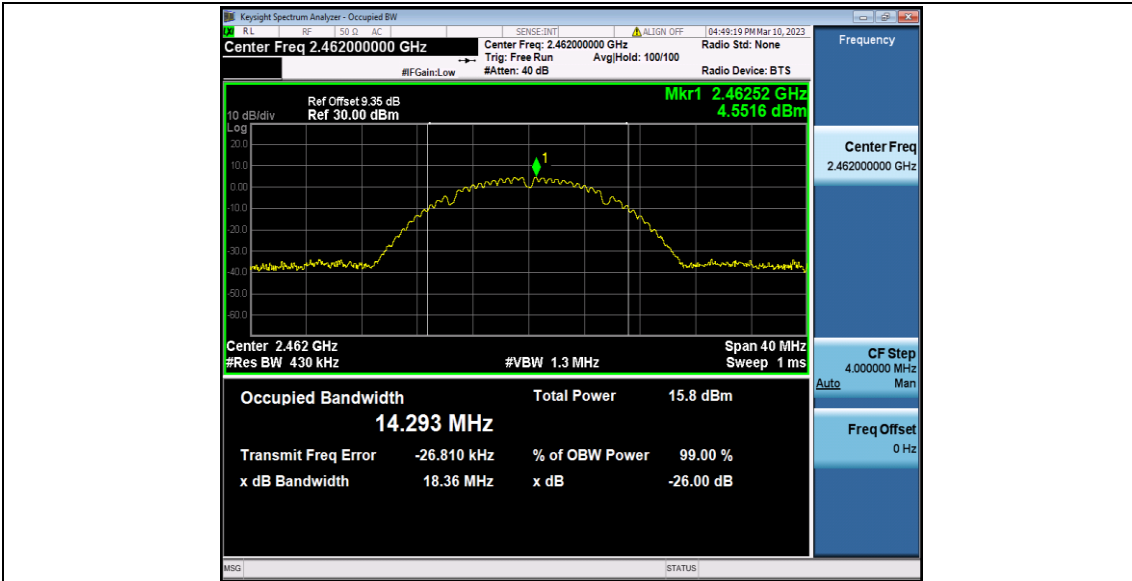 Keysight Spectrum Analyzer - Occupied BW
RL RF 50 Ω AC SENSE:INT ALIGN OFF 04:49:19 PM Mar 10, 2023
Center Freq 2.462000000 GHz
Center Freq: 2.462000000 GHz Radio Std: None
Trig: Free Run Avg|Hold: 100/100
#IFGain:Low #Atten: 40 dB Radio Device: BTS
Mkr1 2.46252 GHz
4.5516 dBm
Ref Offset 9.35 dB
10 dB/div Ref 30.00 dBm
Log
20.0
10.0
0.00
-10.0
-20.0
-30.0
-40.0
-50.0
-60.0
1
Center 2.462 GHz Span 40 MHz
#Res BW 430 kHz #VBW 1.3 MHz Sweep 1 ms
Occupied Bandwidth Total Power 15.8 dBm
14.293 MHz
Transmit Freq Error -26.810 kHz % of OBW Power 99.00 %
x dB Bandwidth 18.36 MHz x dB -26.00 dB
MSG STATUS
Frequency
Center Freq
2.462000000 GHz
CF Step
4.000000 MHz
Auto Man
Freq Offset
0 Hz